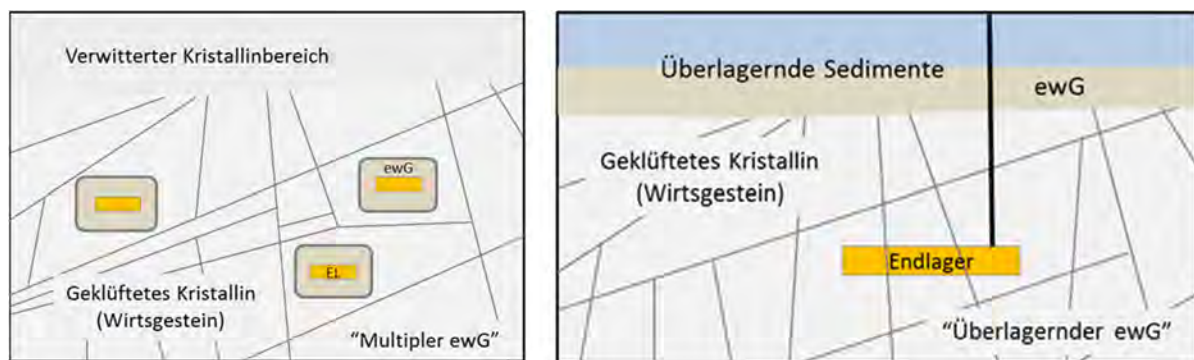 Verwitterter Kristallinbereich
ewG
EL
Geklüftetes Kristallin
(Wirtsgestein)
“Multipler ewG”
Überlagernde Sedimente
ewG
Geklüftetes Kristallin
(Wirtsgestein)
Endlager
“Überlagernder ewG”